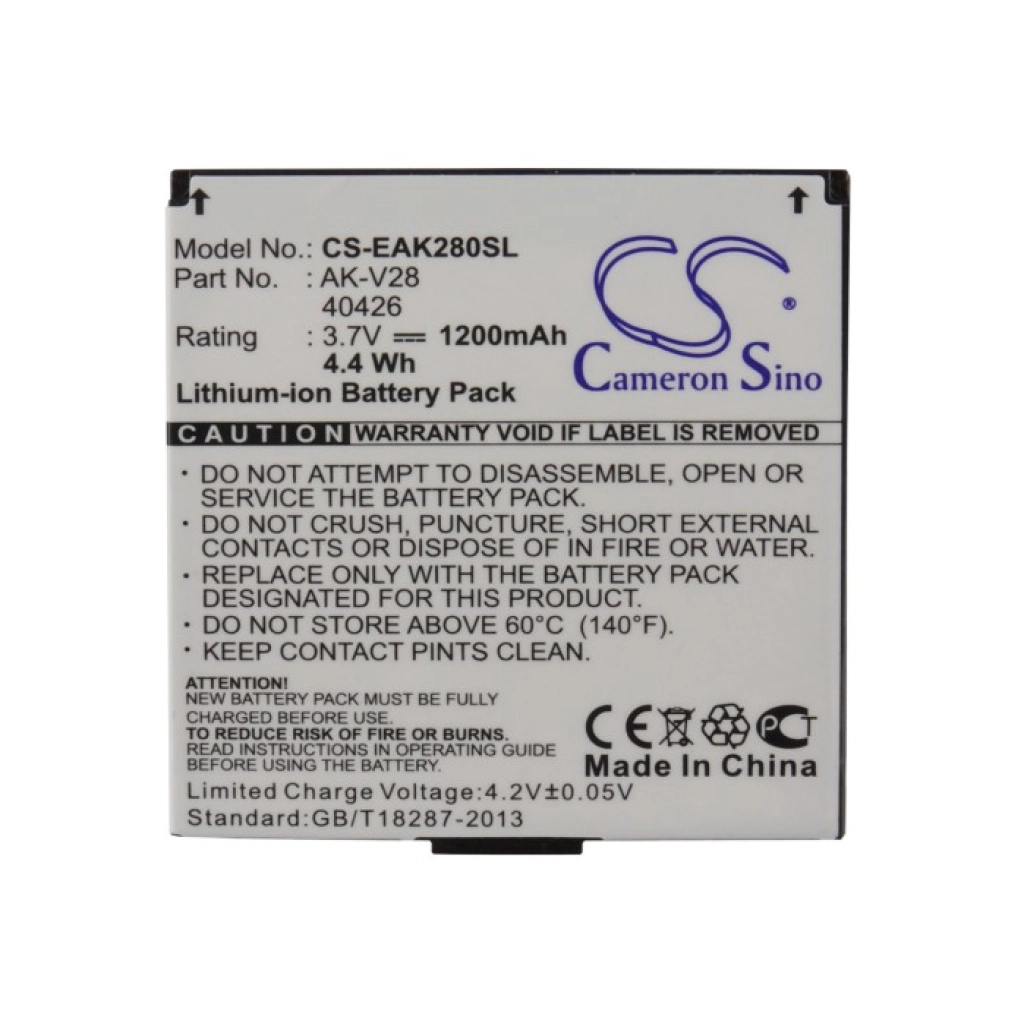 Model No.: CS-EAK280SL
Part No. : AK-V28
40426
Rating : 3.7V 1200mAh
4.4 Wh
Lithium-ion Battery Pack
CS ®
Cameron Sino
CAUTION WARRANTY VOID IF LABEL IS REMOVED
· DO NOT ATTEMPT TO DISASSEMBLE, OPEN OR
SERVICE THE BATTERY PACK.
· DO NOT CRUSH, PUNCTURE, SHORT EXTERNAL
CONTACTS OR DISPOSE OF IN FIRE OR WATER.
· REPLACE ONLY WITH THE BATTERY PACK
DESIGNATED FOR THIS PRODUCT.
· DO NOT STORE ABOVE 60°C (140°F).
· KEEP CONTACT PINTS CLEAN.
ATTENTION!
NEW BATTERY PACK MUST BE FULLY
CHARGED BEFORE USE.
TO REDUCE RISK OF FIRE OR BURNS.
READ INSTRUCTIONS IN OPERATING GUIDE
BEFORE USING THE BATTERY.
CE PCT
Made In China
Limited Charge Voltage:4.2V±0.05V
Standard:GB/T18287-2013